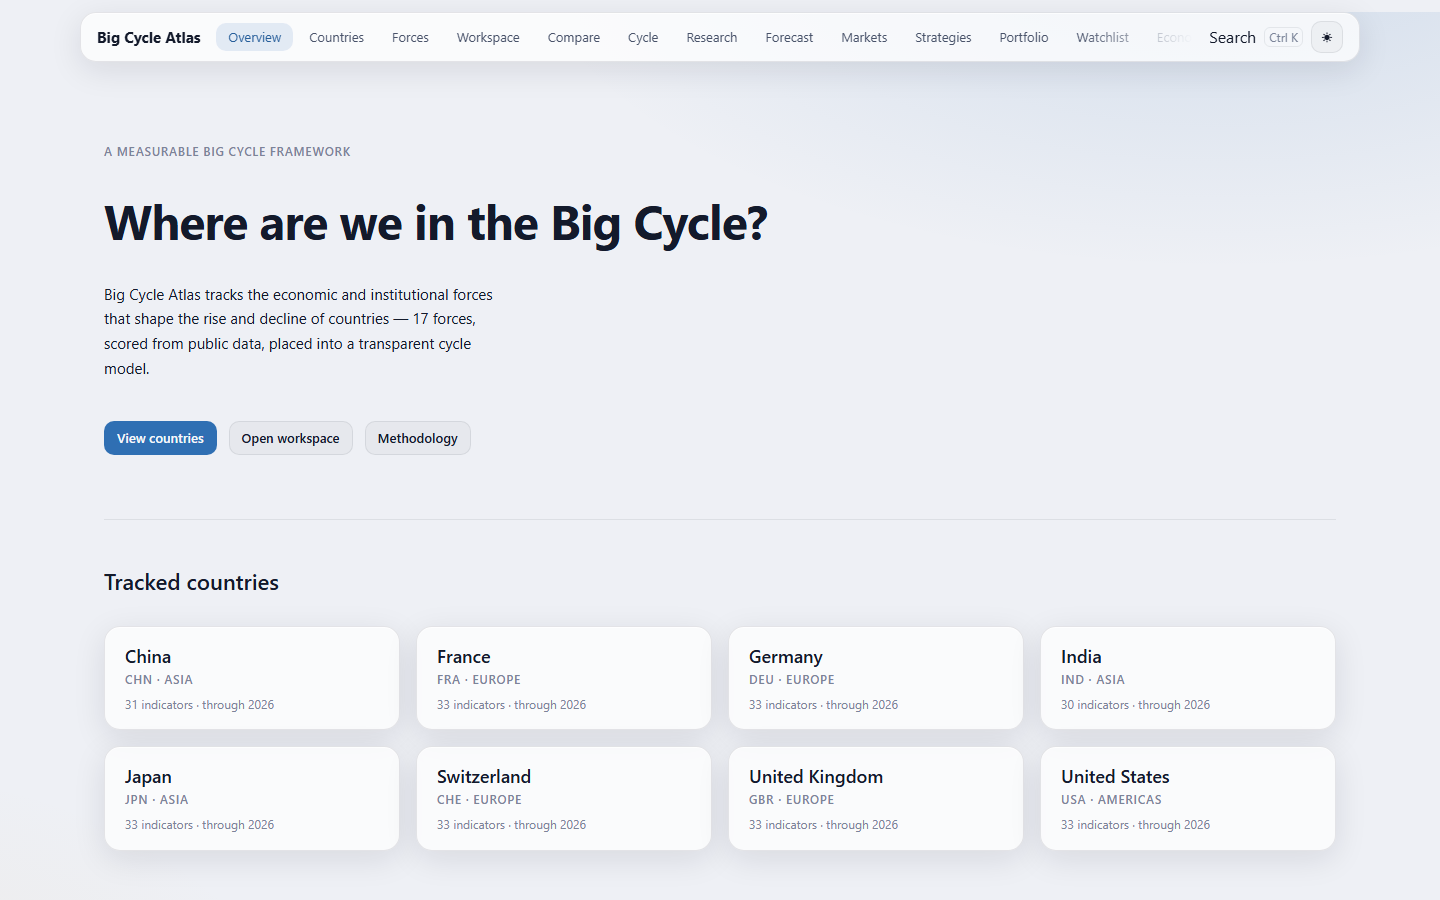 Big Cycle Atlas Overview Countries Forces Workspace Compare Cycle Research Forecast Markets Strategies Portfolio Watchlist Search Ctrl K
A MEASURABLE BIG CYCLE FRAMEWORK
Where are we in the Big Cycle?
Big Cycle Atlas tracks the economic and institutional forces
that shape the rise and decline of countries — 17 forces,
scored from public data, placed into a transparent cycle
model.
View countries Open workspace Methodology
Tracked countries
China France Germany India
CHN · ASIA FRA · EUROPE DEU · EUROPE IND · ASIA
31 indicators · through 2026 33 indicators · through 2026 33 indicators · through 2026 30 indicators · through 2026
Japan Switzerland United Kingdom United States
JPN · ASIA CHE · EUROPE GBR · EUROPE USA · AMERICAS
33 indicators · through 2026 33 indicators · through 2026 33 indicators · through 2026 33 indicators · through 2026